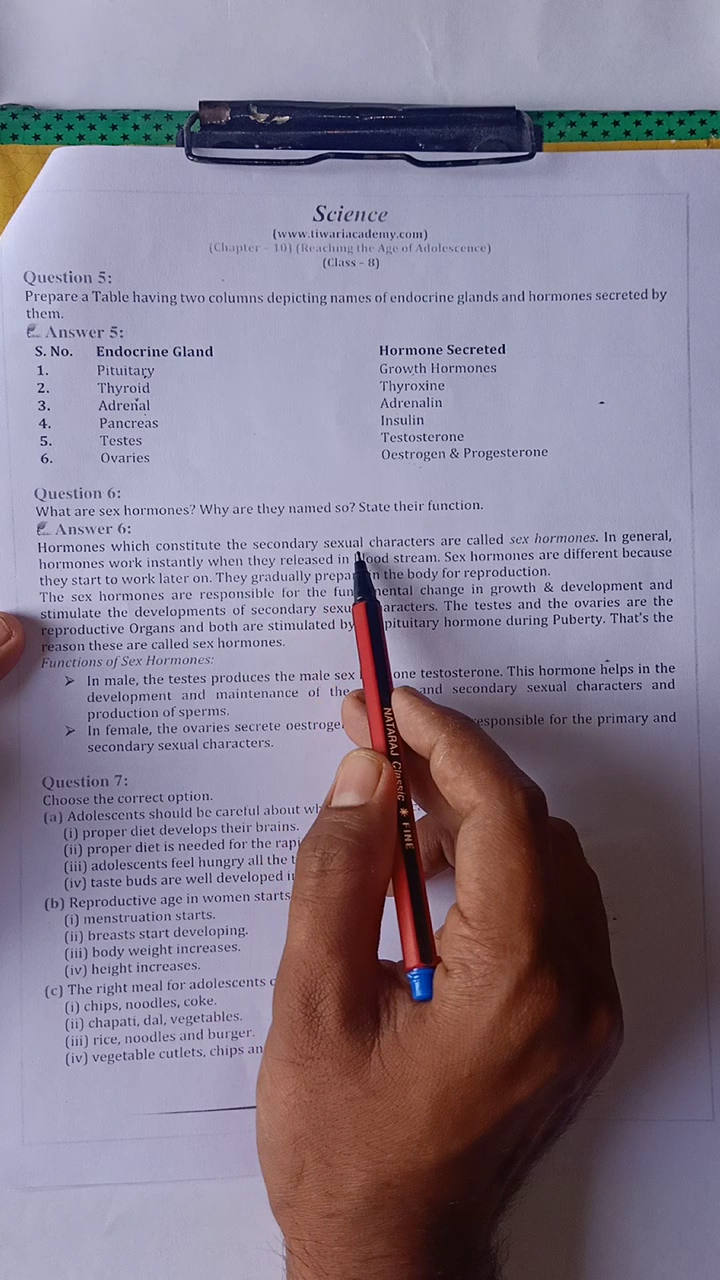 Science
(www.tiwariacademy.com)
(Chapter – 10) (Reaching the Age of Adolescence)
(Class – 8)
Question 5:
Prepare a Table having two columns depicting names of endocrine glands and hormones secreted by
them.
Answer 5:
S. No. Endocrine Gland Hormone Secreted
1. Pituitary Growth Hormones
2. Thyroid Thyroxine
3. Adrenal Adrenalin
4. Pancreas Insulin
5. Testes Testosterone
6. Ovaries Oestrogen & Progesterone
Question 6:
What are sex hormones? Why are they named so? State their function.
Answer 6:
Hormones which constitute the secondary sexual characters are called sex hormones. In general,
hormones work instantly when they released in stream. Sex hormones are different because
they start to work later on. They gradually in the body for reproduction.
The sex hormones are responsible for the change in growth & development and
stimulate the developments of secondary The testes and the ovaries are the
reproductive Organs and both are stimulated by pituitary hormone during Puberty. That's the
reason these are called sex hormones.
Functions of Sex Hormones:
➢ In male, the testes produces the male sex testosterone. This hormone helps in the
development and maintenance of the and secondary sexual characters and
production of sperms.
➢ In female, the ovaries secrete responsible for the primary and
secondary sexual characters.
Question 7:
Choose the correct option.
(a) Adolescents should be careful about
(i) proper diet develops their brains.
(ii) proper diet is needed for the
(iii) adolescents feel hungry all the
(iv) taste buds are well developed
(b) Reproductive age in women starts
(i) menstruation starts.
(ii) breasts start developing.
(iii) body weight increases.
(iv) height increases.
(c) The right meal for adolescents
(i) chips, noodles, coke.
(ii) chapati, dal, vegetables.
(iii) rice, noodles and burger.
(iv) vegetable cutlets, chips
NATARAJ Classic ✱ FINE